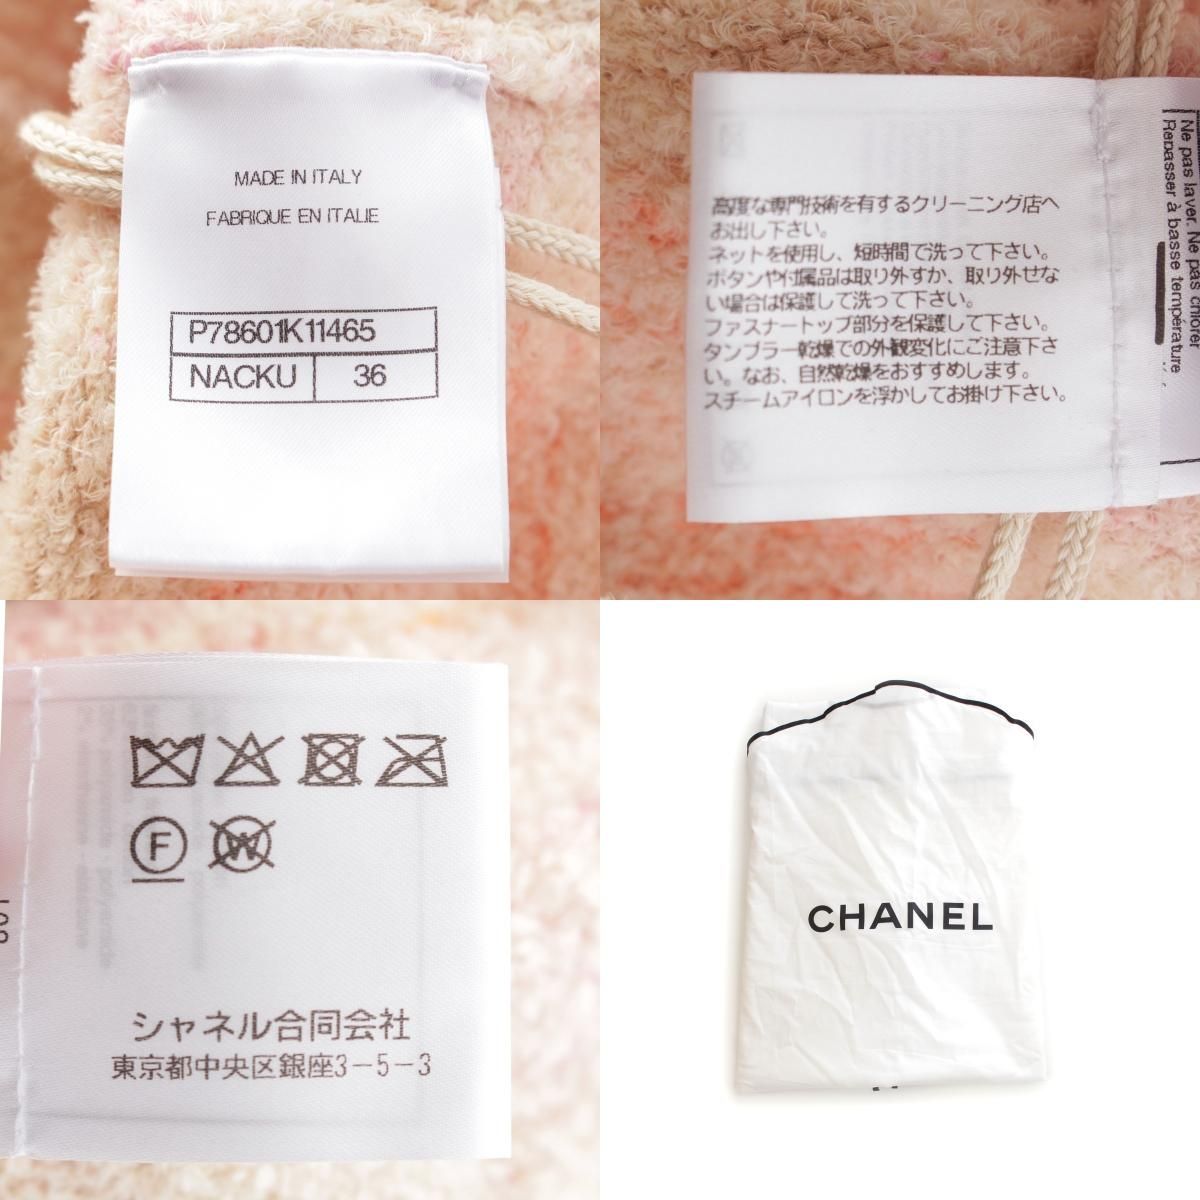 MADE IN ITALY
FABRIQUE EN ITALIE
P78601K11465
NACKU 36
高度な専門技術を有するクリーニング店へ
お出し下さい。
ネットを使用し、短時間で洗って下さい。
ボタンや付属品は取り外すか、取り外せな
い場合は保護して洗って下さい。
ファスナートップ部分を保護して下さい。
タンブラー乾燥での外観変化にご注意下さ
い。なお、自然乾燥をおすすめします。
スチームアイロンを浮かしてお掛け下さい。
Ne pas laver. Ne pas chlorer
Repasser à basse température
F
W
シャネル合同会社
東京都中央区銀座3-5-3
CHANEL